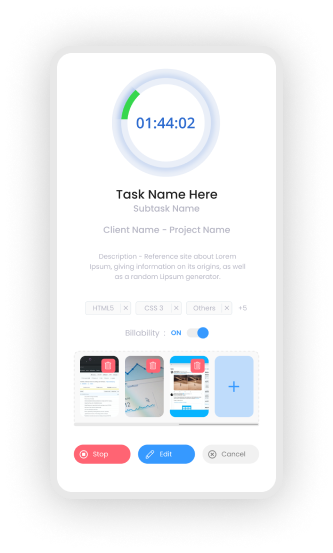 01:44:02
Task Name Here
Subtask Name
Client Name - Project Name
Description - Reference site about Lorem
Ipsum, giving information on its origins, as well
as a random Lipsum generator.
HTML5 × CSS 3 × Others × +5
Billability : ON
+
Stop Edit Cancel